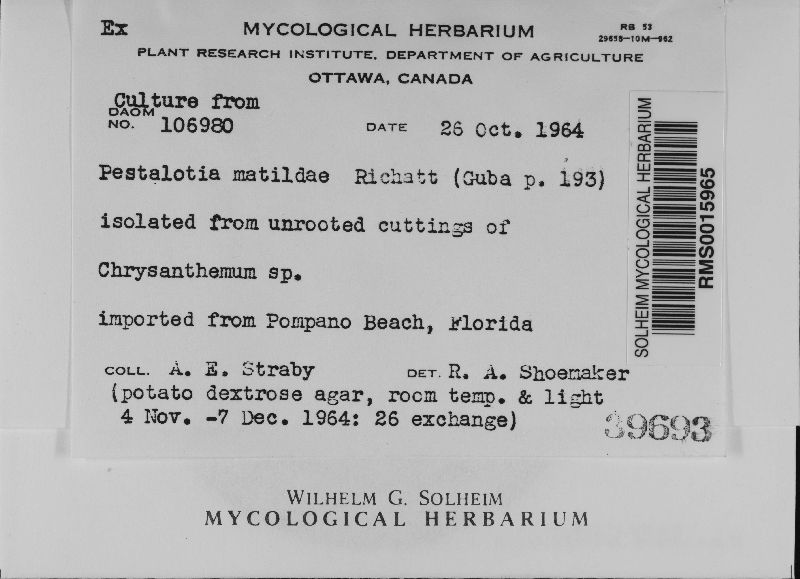 Ex MYCOLOGICAL HERBARIUM RB 53
29658—10M—962
PLANT RESEARCH INSTITUTE, DEPARTMENT OF AGRICULTURE
OTTAWA, CANADA
Culture from
DAOM
NO. 106980 DATE 26 Oct. 1964
Pestalotia matildae Richatt (Guba p. 193)
isolated from unrooted cuttings of
Chrysanthemum sp.
imported from Pompano Beach, Florida
COLL. A. E. Straby DET. R. A. Shoemaker
(potato dextrose agar, room temp. & light
4 Nov. -7 Dec. 1964: 26 exchange)
39693
SOLHEIM MYCOLOGICAL HERBARIUM
RMS0015965
WILHELM G. SOLHEIM
MYCOLOGICAL HERBARIUM